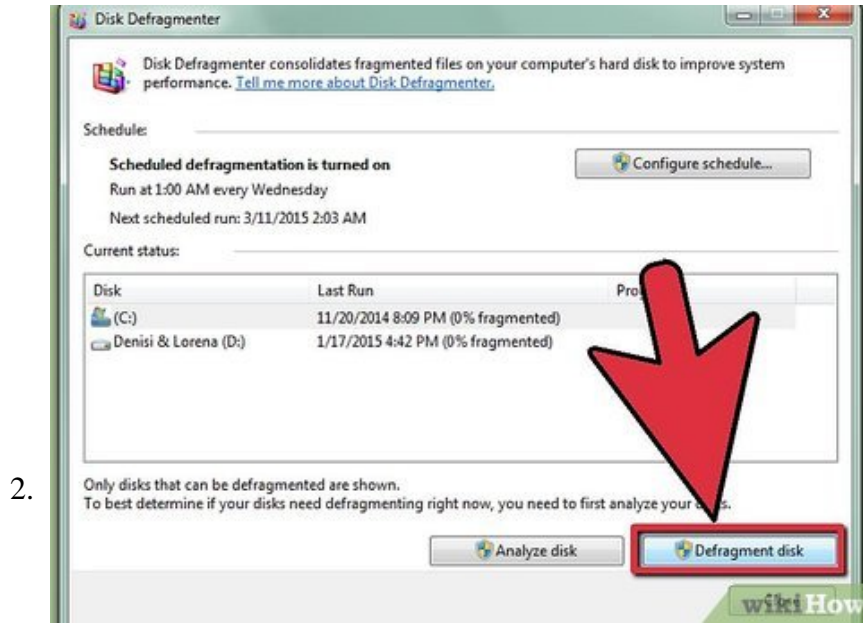 Disk Defragmenter
Disk Defragmenter consolidates fragmented files on your computer's hard disk to improve system
performance. Tell me more about Disk Defragmenter.
Schedule:
Scheduled defragmentation is turned on
Configure schedule...
Run at 1:00 AM every Wednesday
Next scheduled run: 3/11/2015 2:03 AM
Current status:
Disk Last Run
(C:) 11/20/2014 8:09 PM (0% fragmented)
Denisi & Lorena (D:) 1/17/2015 4:42 PM (0% fragmented)
2.
Only disks that can be defragmented are shown.
To best determine if your disks need defragmenting right now, you need to first analyze your
Analyze disk Defragment disk
wikiHow